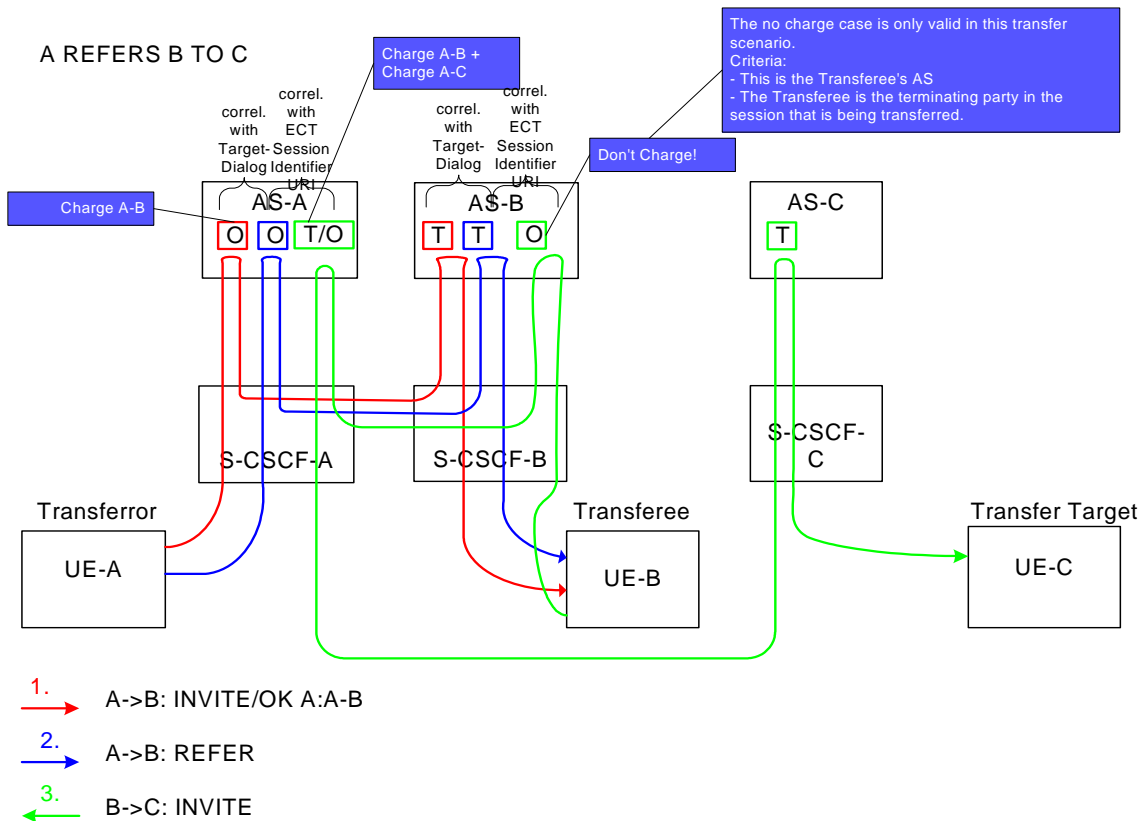 The no charge case is only valid in this transfer
scenario.
Criteria:
- This is the Transferee's AS
- The Transferee is the terminating party in the
session that is being transferred.
A REFERS B TO C
Charge A-B +
Charge A-C
correl.
with
Target-
Dialog
correl.
with
ECT
Session
Identifier
URI
correl.
with
Target-
Dialog
correl.
with
ECT
Session
Identifier
URI
Don't Charge!
Charge A-B
AS-A
O
O
T/O
AS-B
T
T
O
AS-C
T
S-CSCF-A
S-CSCF-B
S-CSCF-
C
Transferror
UE-A
Transferee
UE-B
Transfer Target
UE-C
1.
A->B: INVITE/OK A:A-B
2.
A->B: REFER
3.
B->C: INVITE